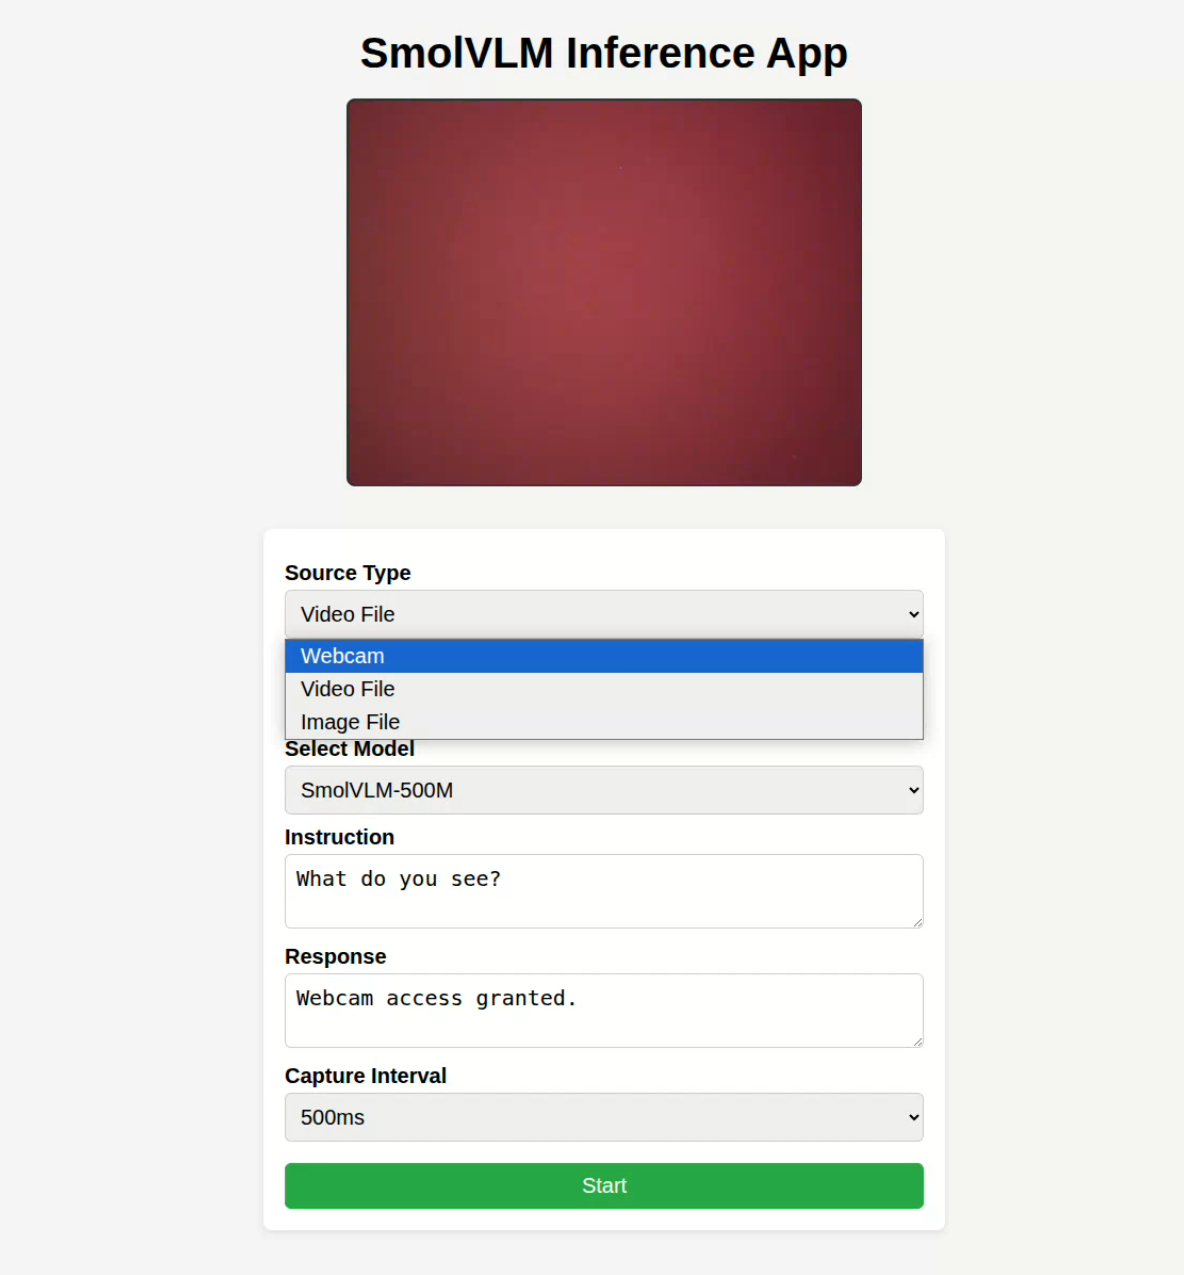 SmolVLM Inference App
Source Type
Video File
Webcam
Video File
Image File
Select Model
SmolVLM-500M
Instruction
What do you see?
Response
Webcam access granted.
Capture Interval
500ms
Start